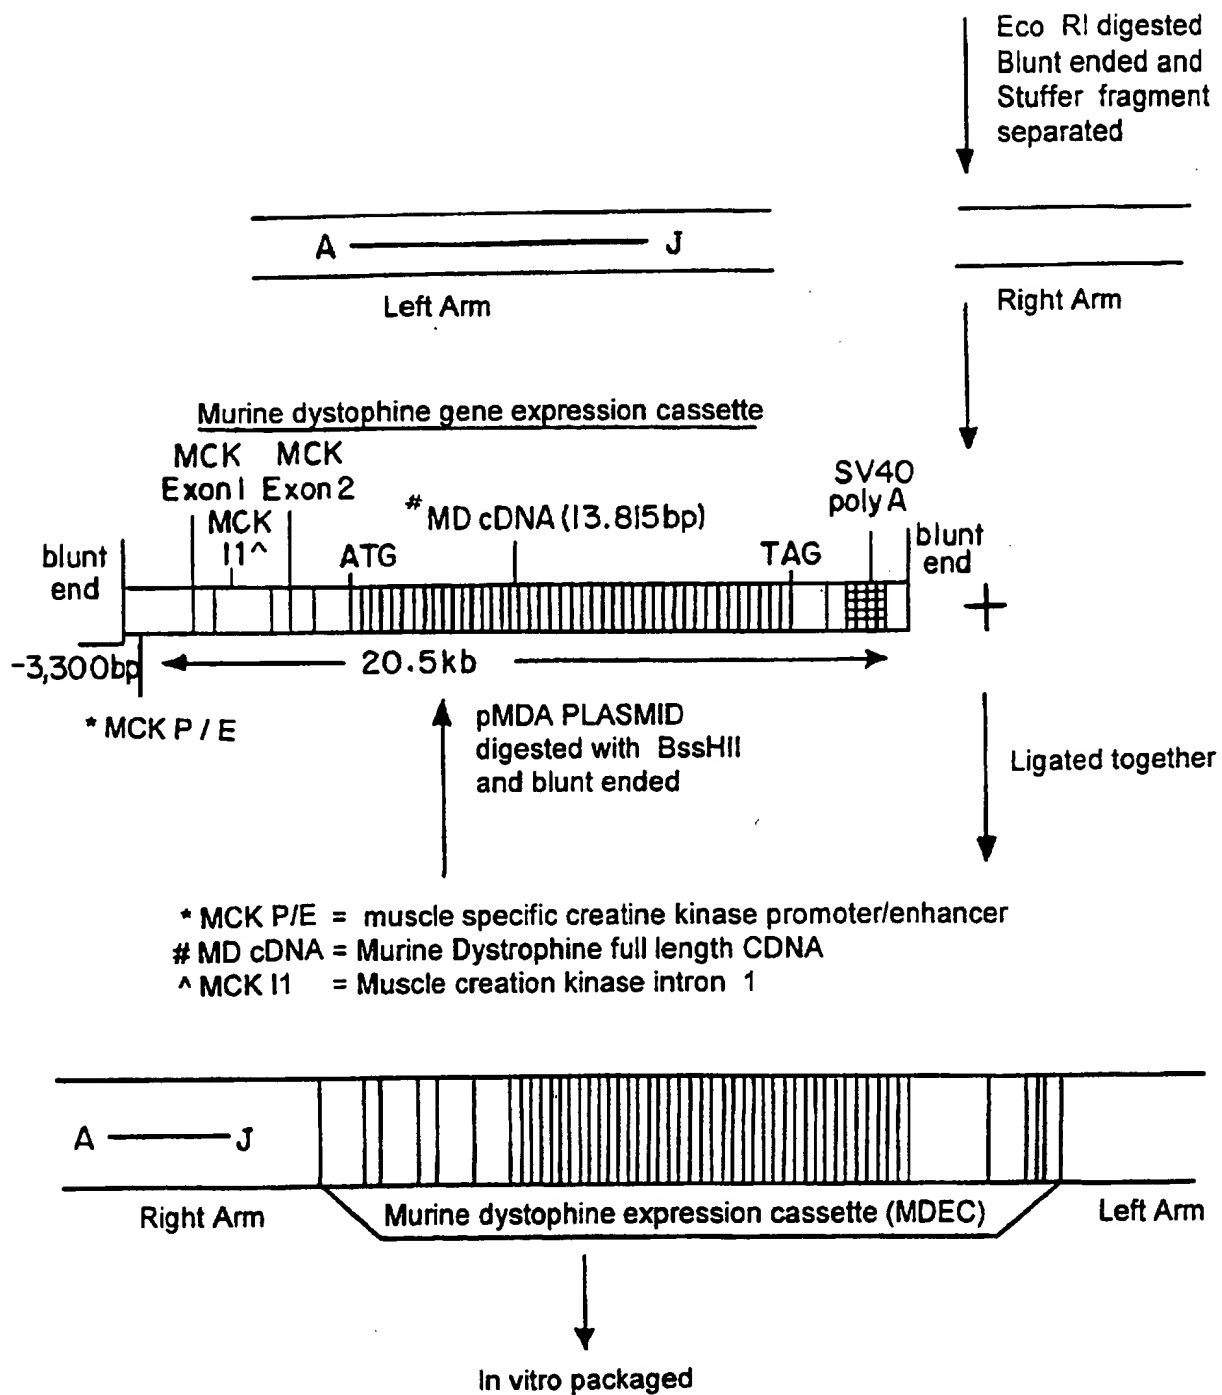 Eco RI digested
Blunt ended and
Stuffer fragment
separated
A J
Left Arm
Right Arm
Murine dystophine gene expression cassette
MCK
Exon1
MCK
Exon2
MCK
I1^
SV40
poly A
# MD cDNA (13.815bp)
blunt
end
ATG
TAG
blunt
end
+
-3,300bp
20.5kb
* MCK P / E
pMDA PLASMID
digested with BssHII
and blunt ended
Ligated together
* MCK P/E = muscle specific creatine kinase promoter/enhancer
# MD cDNA = Murine Dystrophine full length CDNA
^ MCK I1 = Muscle creation kinase intron 1
A J
Right Arm
Murine dystophine expression cassette (MDEC)
Left Arm
In vitro packaged